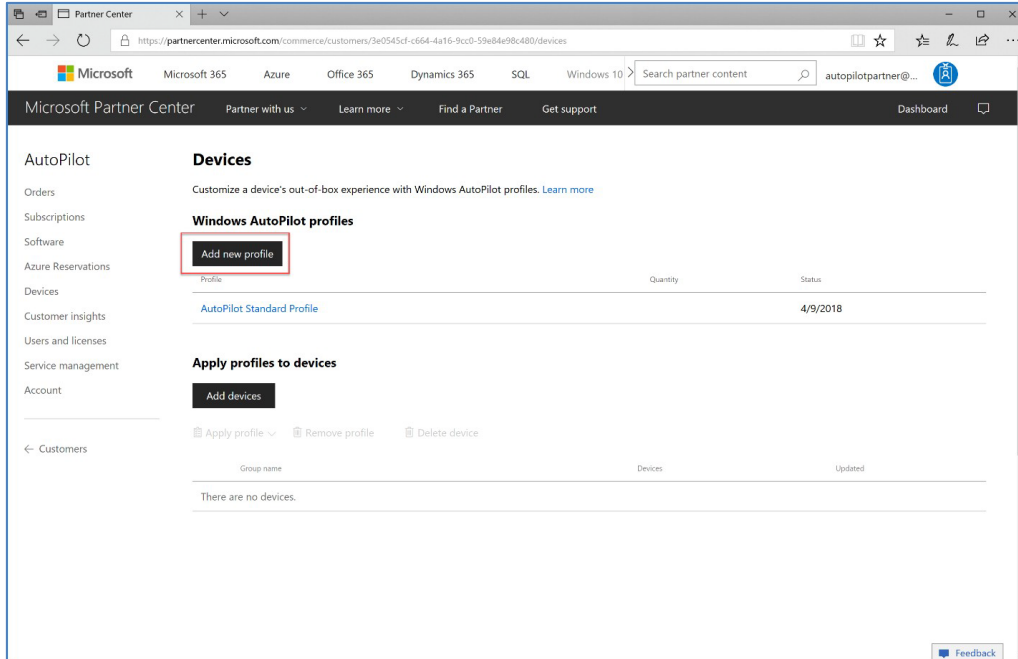 Partner Center
https://partnercenter.microsoft.com/commerce/customers/3e0545cf-c664-4a16-9cc0-59e84e98c480/devices
Microsoft Microsoft 365 Azure Office 365 Dynamics 365 SQL Windows 10 Search partner content autopilotpartner@...
Microsoft Partner Center Partner with us Learn more Find a Partner Get support Dashboard
AutoPilot
Orders
Subscriptions
Software
Azure Reservations
Devices
Customer insights
Users and licenses
Service management
Account
Customers
Devices
Customize a device's out-of-box experience with Windows AutoPilot profiles. Learn more
Windows AutoPilot profiles
Add new profile
Profile Quantity Status
AutoPilot Standard Profile 4/9/2018
Apply profiles to devices
Add devices
Apply profile Remove profile Delete device
Group name Devices Updated
There are no devices.
Feedback